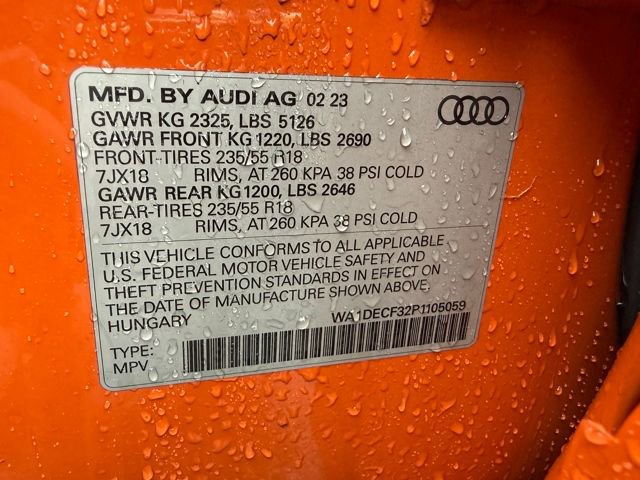 MFD. BY AUDI AG 02 23
GVWR KG 2325, LBS 5126
GAWR FRONT KG 1220, LBS 2690
FRONT-TIRES 235/55 R18
7JX18 RIMS, AT 260 KPA 38 PSI COLD
GAWR REAR KG 1200, LBS 2646
REAR-TIRES 235/55 R18
7JX18 RIMS, AT 260 KPA 38 PSI COLD
THIS VEHICLE CONFORMS TO ALL APPLICABLE
U.S. FEDERAL MOTOR VEHICLE SAFETY AND
THEFT PREVENTION STANDARDS IN EFFECT ON
THE DATE OF MANUFACTURE SHOWN ABOVE.
HUNGARY WA1DECF32P1105059
TYPE:
MPV